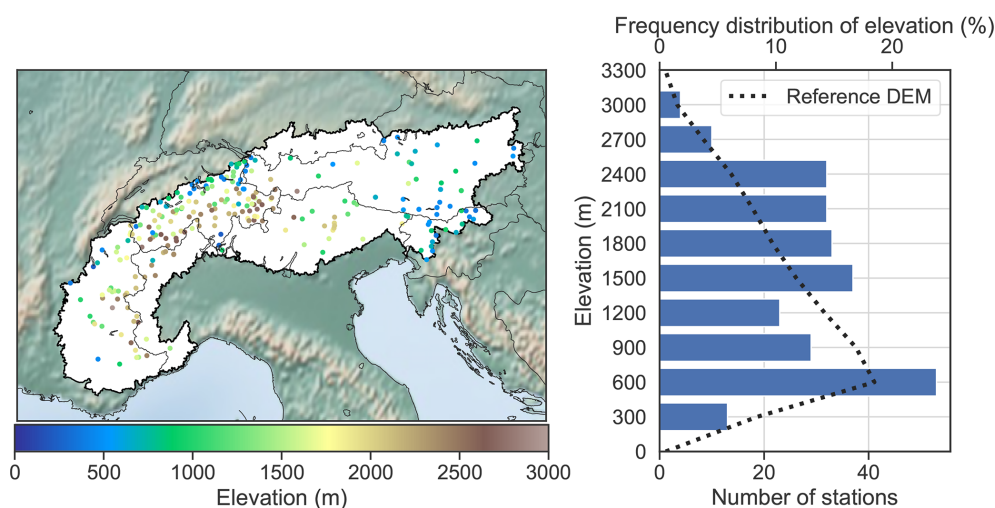 Frequency distribution of elevation (%)
0 10 20
3300
3000
2700
2400
2100
1800
1500
1200
900
600
300
0
Elevation (m)
Reference DEM
0 20 40
Number of stations
0 500 1000 1500 2000 2500 3000
Elevation (m)